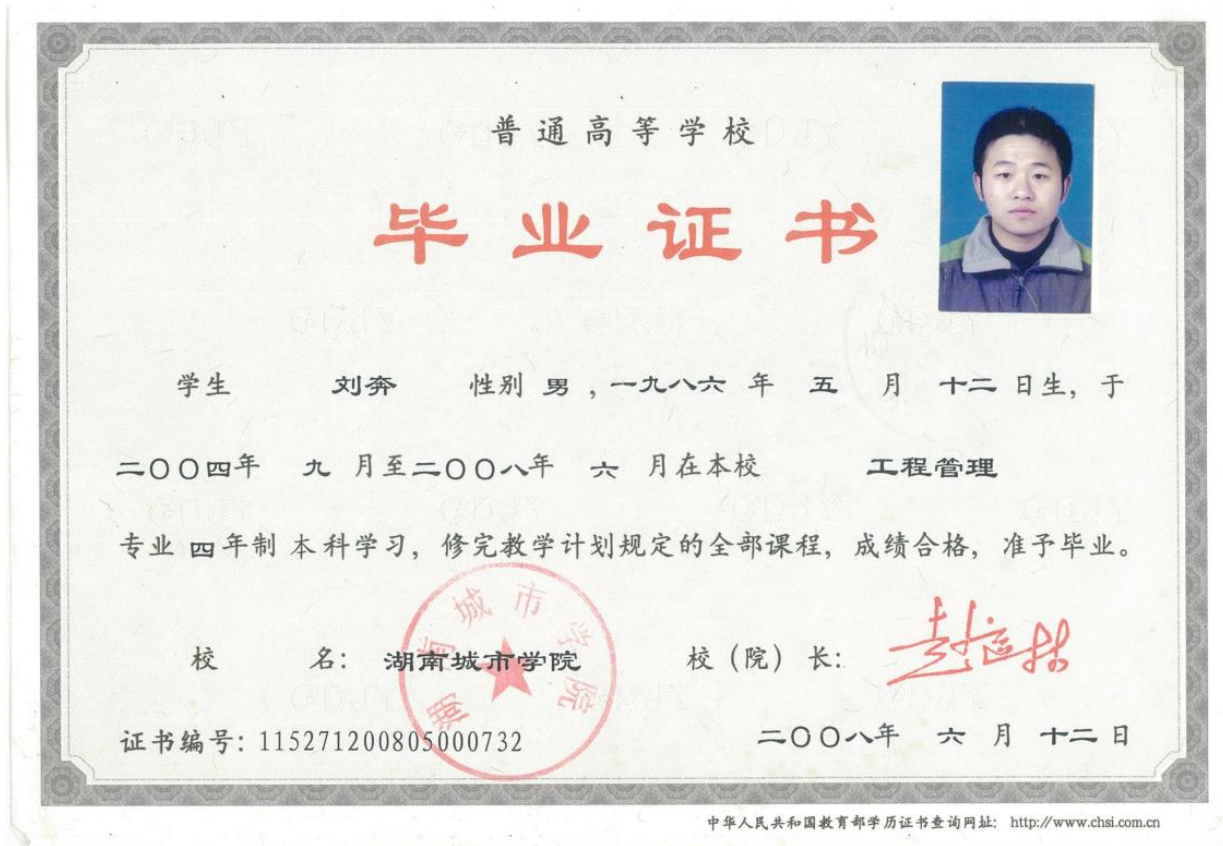 普通高等学校
毕业证书
学生 刘奔 性别 男 , 一九八六 年 五 月 十二 日生, 于
二〇〇四年 九 月至二〇〇八年 六 月在本校 工程管理
专业 四年制 本科学习, 修完教学计划规定的全部课程, 成绩合格, 准予毕业。
湖南城市学院
校 名: 湖南城市学院 校 (院) 长:
证书编号: 115271200805000732 二〇〇八年 六 月 十二 日
中华人民共和国教育部学历证书查询网址: http://www.chsi.com.cn